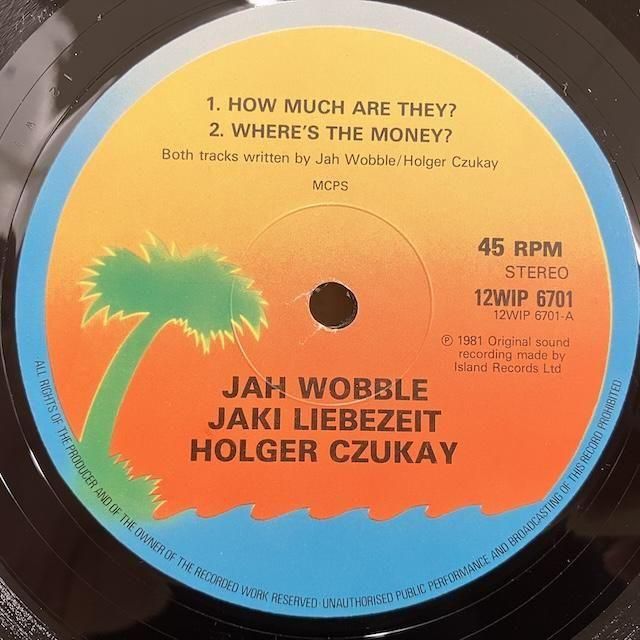 1. HOW MUCH ARE THEY?
2. WHERE'S THE MONEY?
Both tracks written by Jah Wobble/Holger Czukay
MCPS
45 RPM
STEREO
12WIP 6701
12WIP 6701-A
℗ 1981 Original sound
recording made by
Island Records Ltd
JAH WOBBLE
JAKI LIEBEZEIT
HOLGER CZUKAY
ALL RIGHTS OF THE PRODUCER AND OF THE OWNER OF THE RECORDED WORK RESERVED · UNAUTHORISED PUBLIC PERFORMANCE AND BROADCASTING OF THIS RECORD PROHIBITED